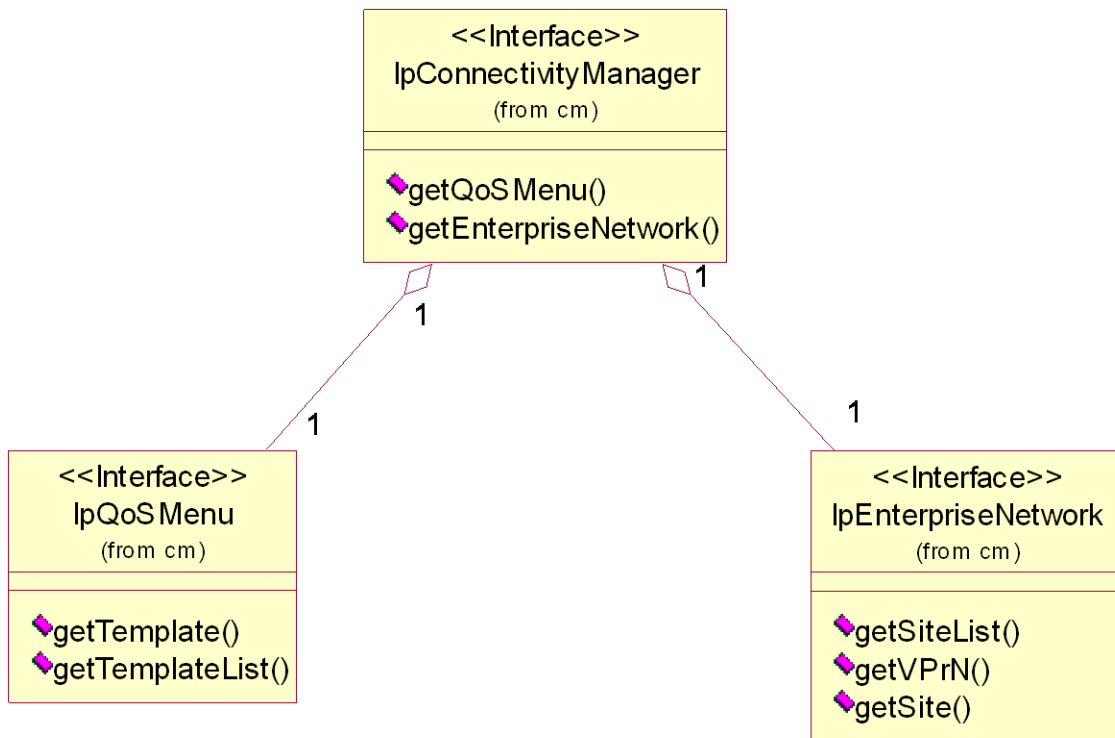 <<Interface>>
IpConnectivityManager
(from cm)
getQoSMenu()
getEnterpriseNetwork()
1
1
1
1
<<Interface>>
IpQoSMenu
(from cm)
getTemplate()
getTemplateList()
<<Interface>>
IpEnterpriseNetwork
(from cm)
getSiteList()
getVPrN()
getSite()